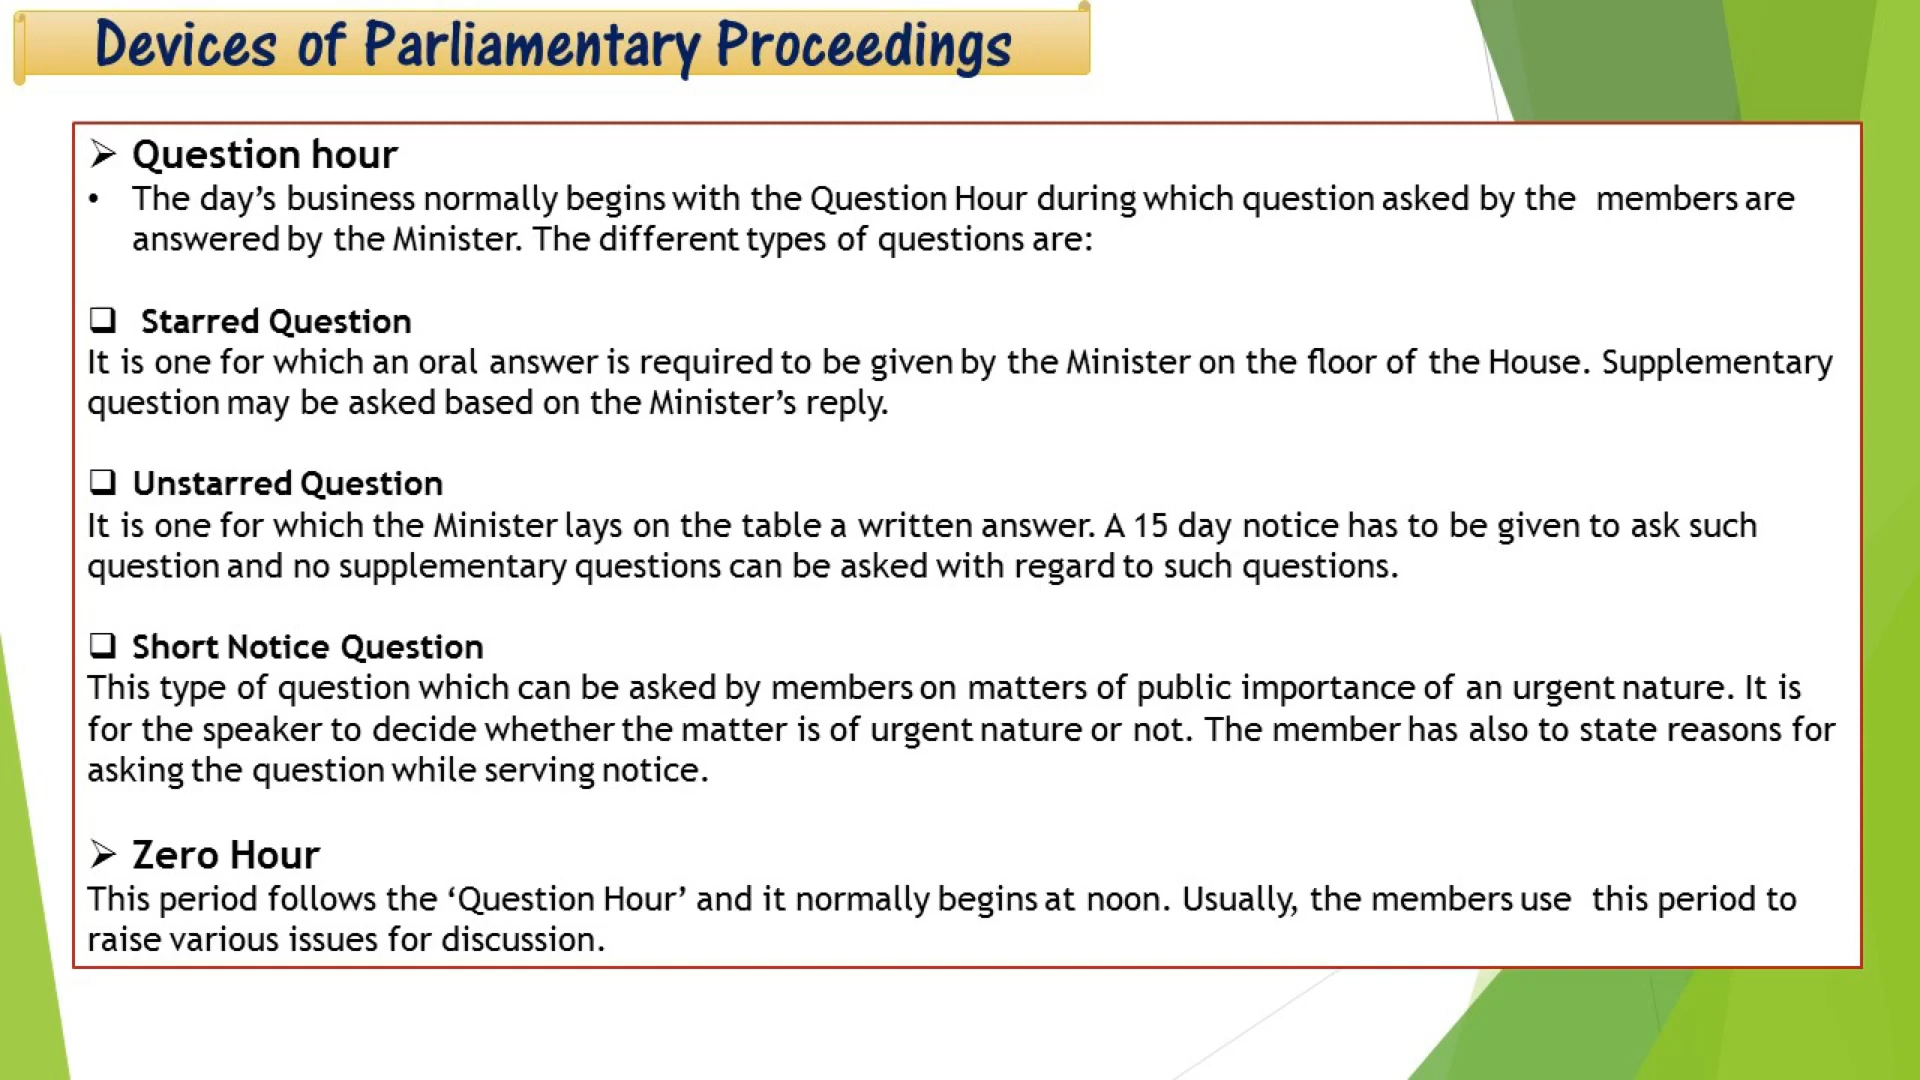 Devices of Parliamentary Proceedings
➢ Question hour
• The day’s business normally begins with the Question Hour during which question asked by the members are
answered by the Minister. The different types of questions are:
❑ Starred Question
It is one for which an oral answer is required to be given by the Minister on the floor of the House. Supplementary
question may be asked based on the Minister’s reply.
❑ Unstarred Question
It is one for which the Minister lays on the table a written answer. A 15 day notice has to be given to ask such
question and no supplementary questions can be asked with regard to such questions.
❑ Short Notice Question
This type of question which can be asked by members on matters of public importance of an urgent nature. It is
for the speaker to decide whether the matter is of urgent nature or not. The member has also to state reasons for
asking the question while serving notice.
➢ Zero Hour
This period follows the ‘Question Hour’ and it normally begins at noon. Usually, the members use this period to
raise various issues for discussion.